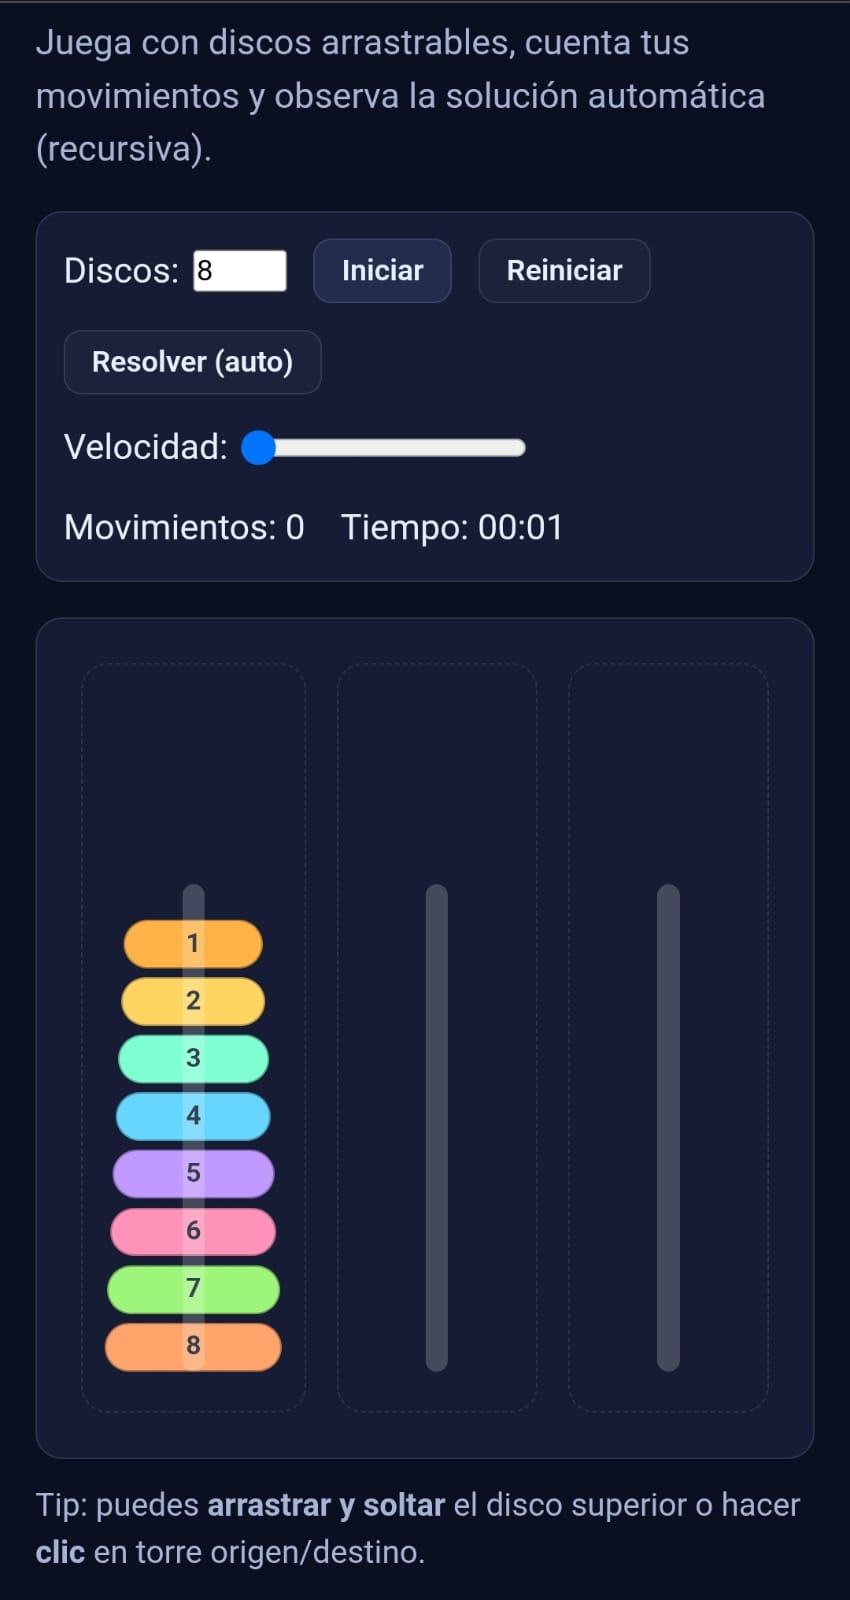 Juega con discos arrastrables, cuenta tus
movimientos y observa la solución automática
(recursiva).
Discos: 8 Iniciar Reiniciar
Resolver (auto)
Velocidad:
Movimientos: 0 Tiempo: 00:01
1
2
3
4
5
6
7
8
Tip: puedes arrastrar y soltar el disco superior o hacer
clic en torre origen/destino.